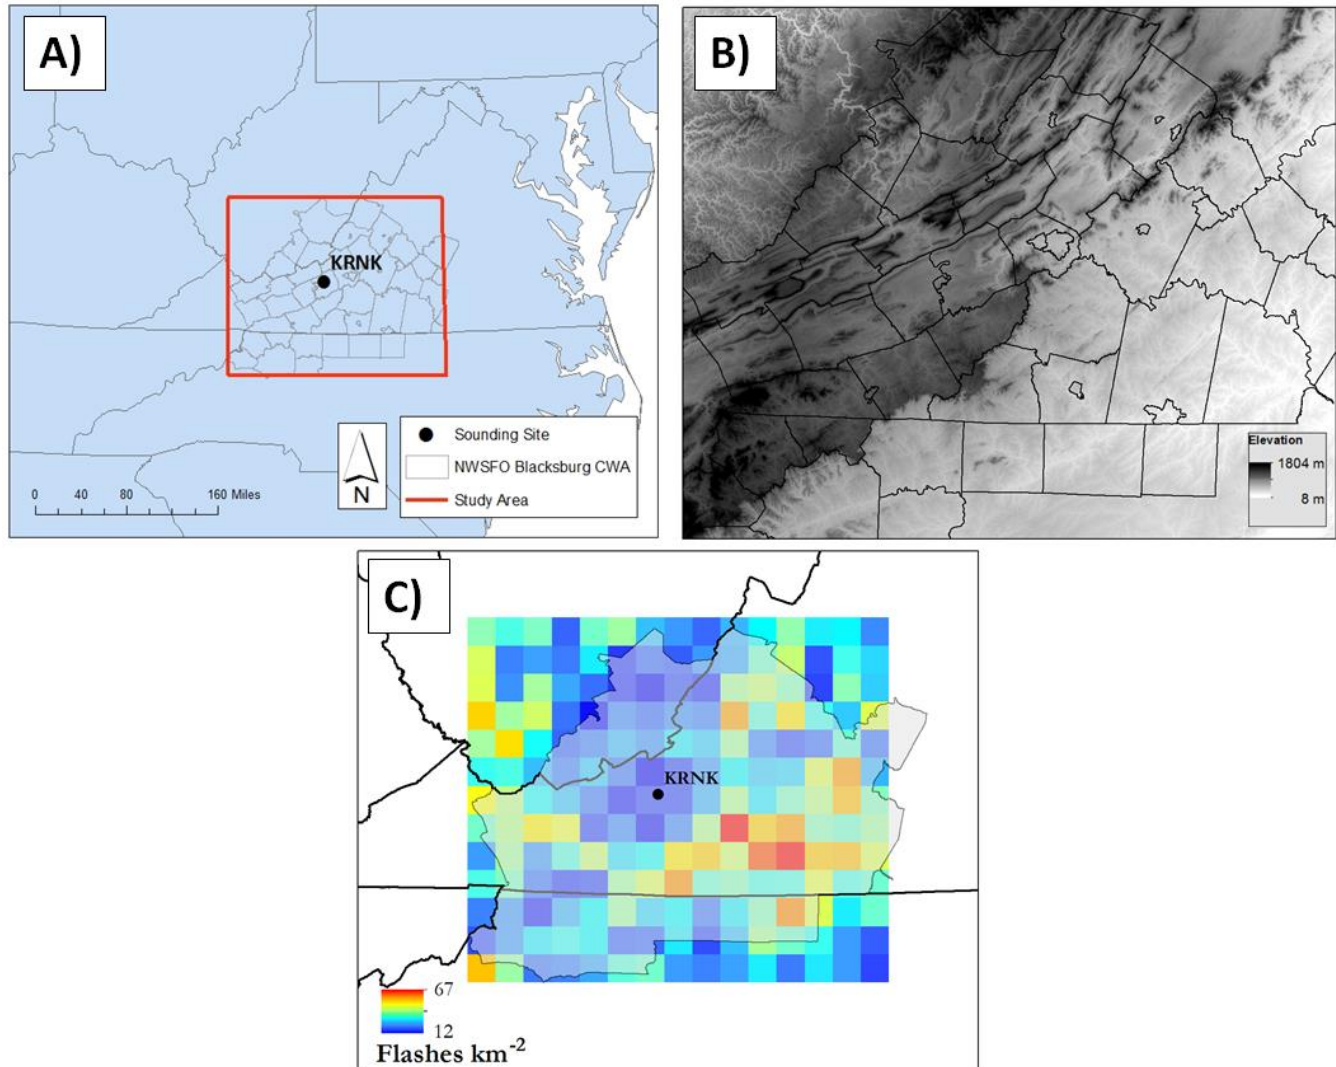 A)
KRNK
N
Sounding Site
NWSFO Blacksburg CWA
Study Area
0 40 80 160 Miles
B)
Elevation
1804 m
8 m
C)
KRNK
67
12
Flashes km-2